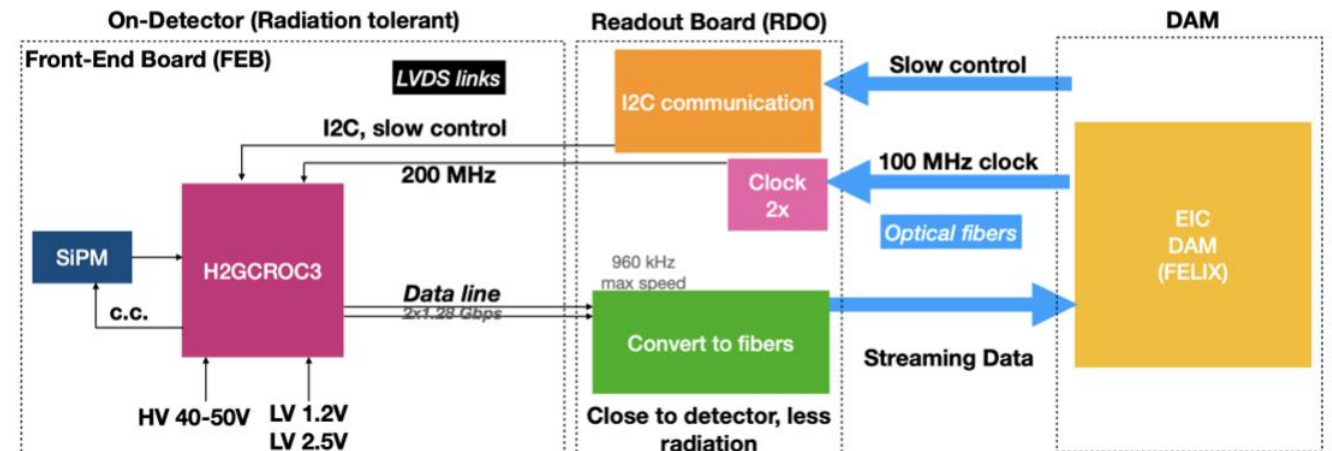 On-Detector (Radiation tolerant)
Readout Board (RDO)
DAM
Front-End Board (FEB)
LVDS links
I2C communication
Slow control
I2C, slow control
200 MHz
Clock
2x
100 MHz clock
Optical fibers
EIC
DAM
(FELIX)
SiPM
H2GCROC3
c.c.
Data line
2x1.28 Gbps
960 kHz
max speed
Convert to fibers
Streaming Data
HV 40-50V
LV 1.2V
LV 2.5V
Close to detector, less
radiation